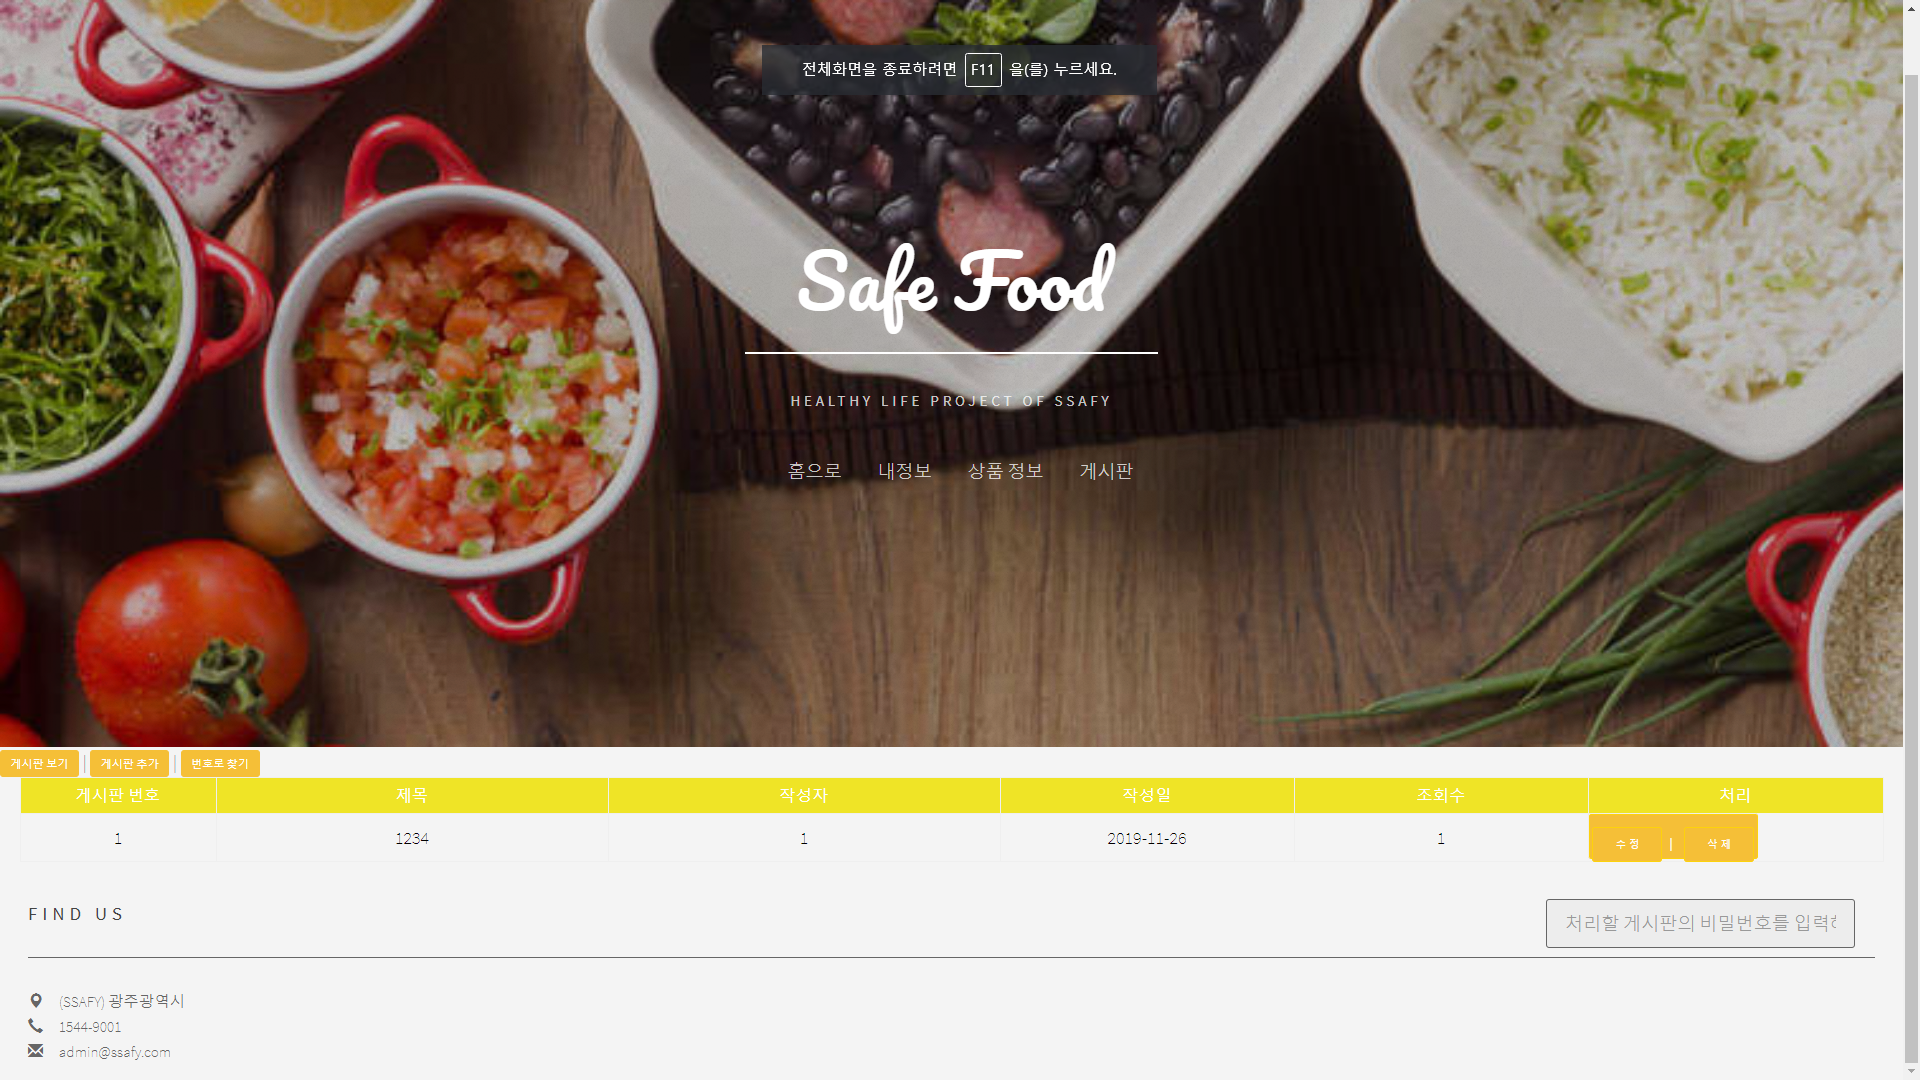 전체화면을 종료하려면 F11 을(를) 누르세요.
Safe Food
HEALTHY LIFE PROJECT OF SSAFY
홈으로 내정보 상품 정보 게시판
게시판 보기 | 게시판 추가 | 번호로 찾기
게시판 번호 제목 작성자 작성일 조회수 처리
1 1234 1 2019-11-26 1 수정 | 삭제
FIND US
처리할 게시판의 비밀번호를
(SSAFY) 광주광역시
1544-9001
admin@ssafy.com